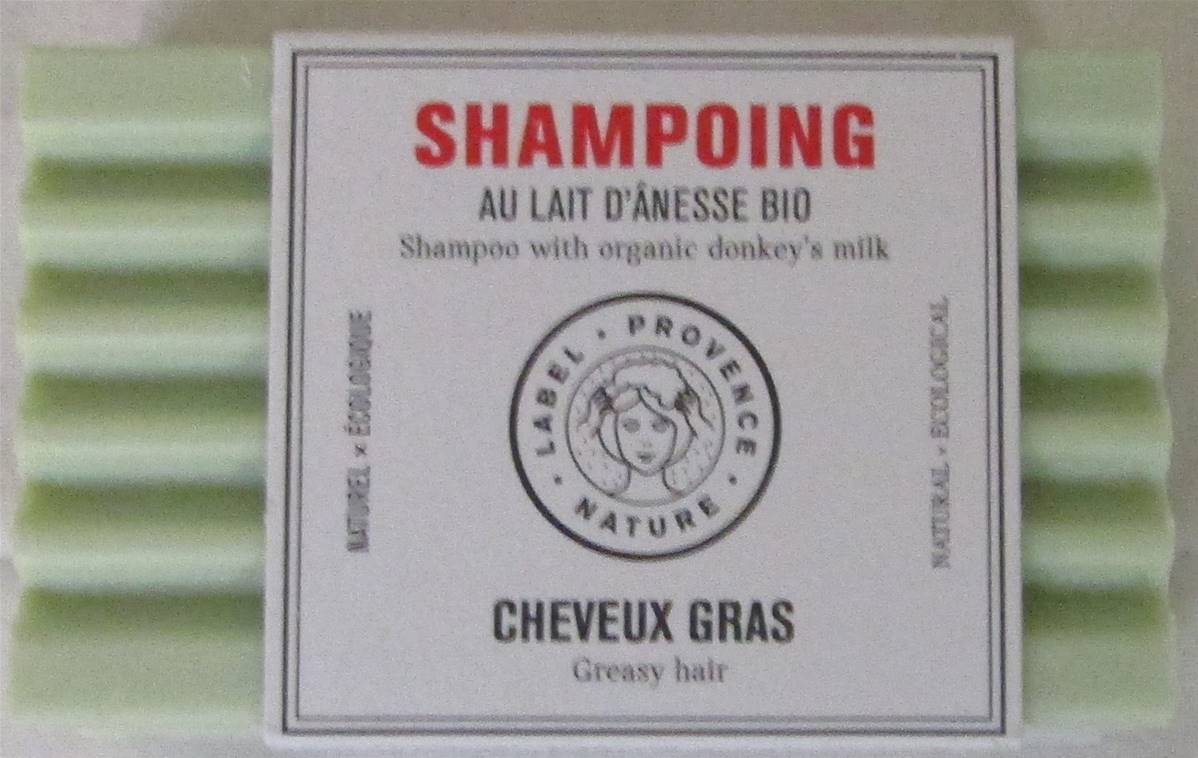 SHAMPOING
AU LAIT D'ÂNESSE BIO
Shampoo with organic donkey's milk
NATUREL × ÉCOLOGIQUE
LABEL · PROVENCE · NATURE ·
NATURAL × ECOLOGICAL
CHEVEUX GRAS
Greasy hair